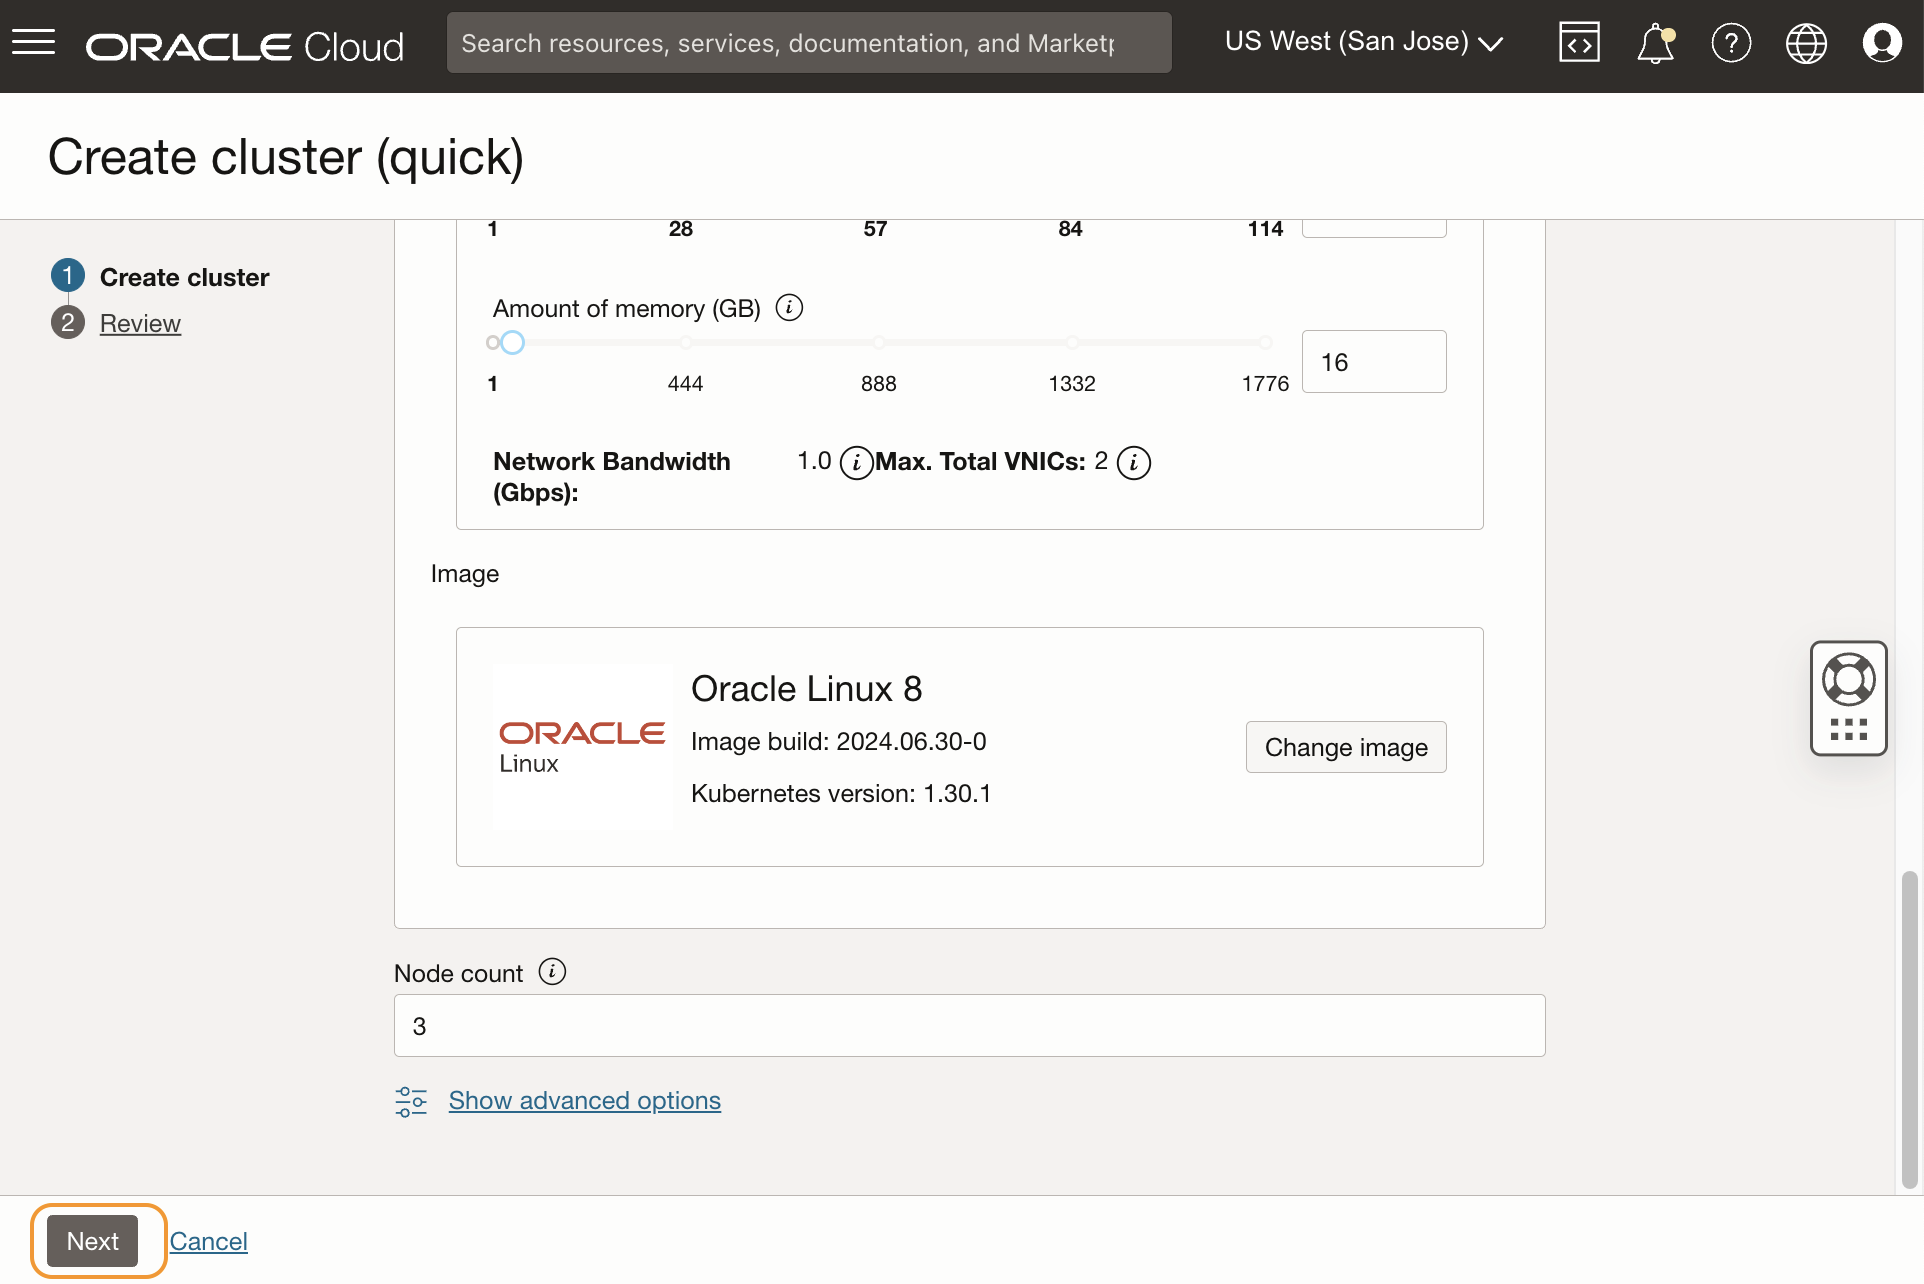 ORACLE Cloud
Search resources, services, documentation, and Market
US West (San Jose)
Create cluster (quick)
1 Create cluster
2 Review
1 28 57 84 114
Amount of memory (GB)
16
1 444 888 1332 1776
Network Bandwidth (Gbps): 1.0 Max. Total VNICs: 2
Image
ORACLE
Linux
Oracle Linux 8
Image build: 2024.06.30-0
Kubernetes version: 1.30.1
Change image
Node count
3
Show advanced options
Next
Cancel